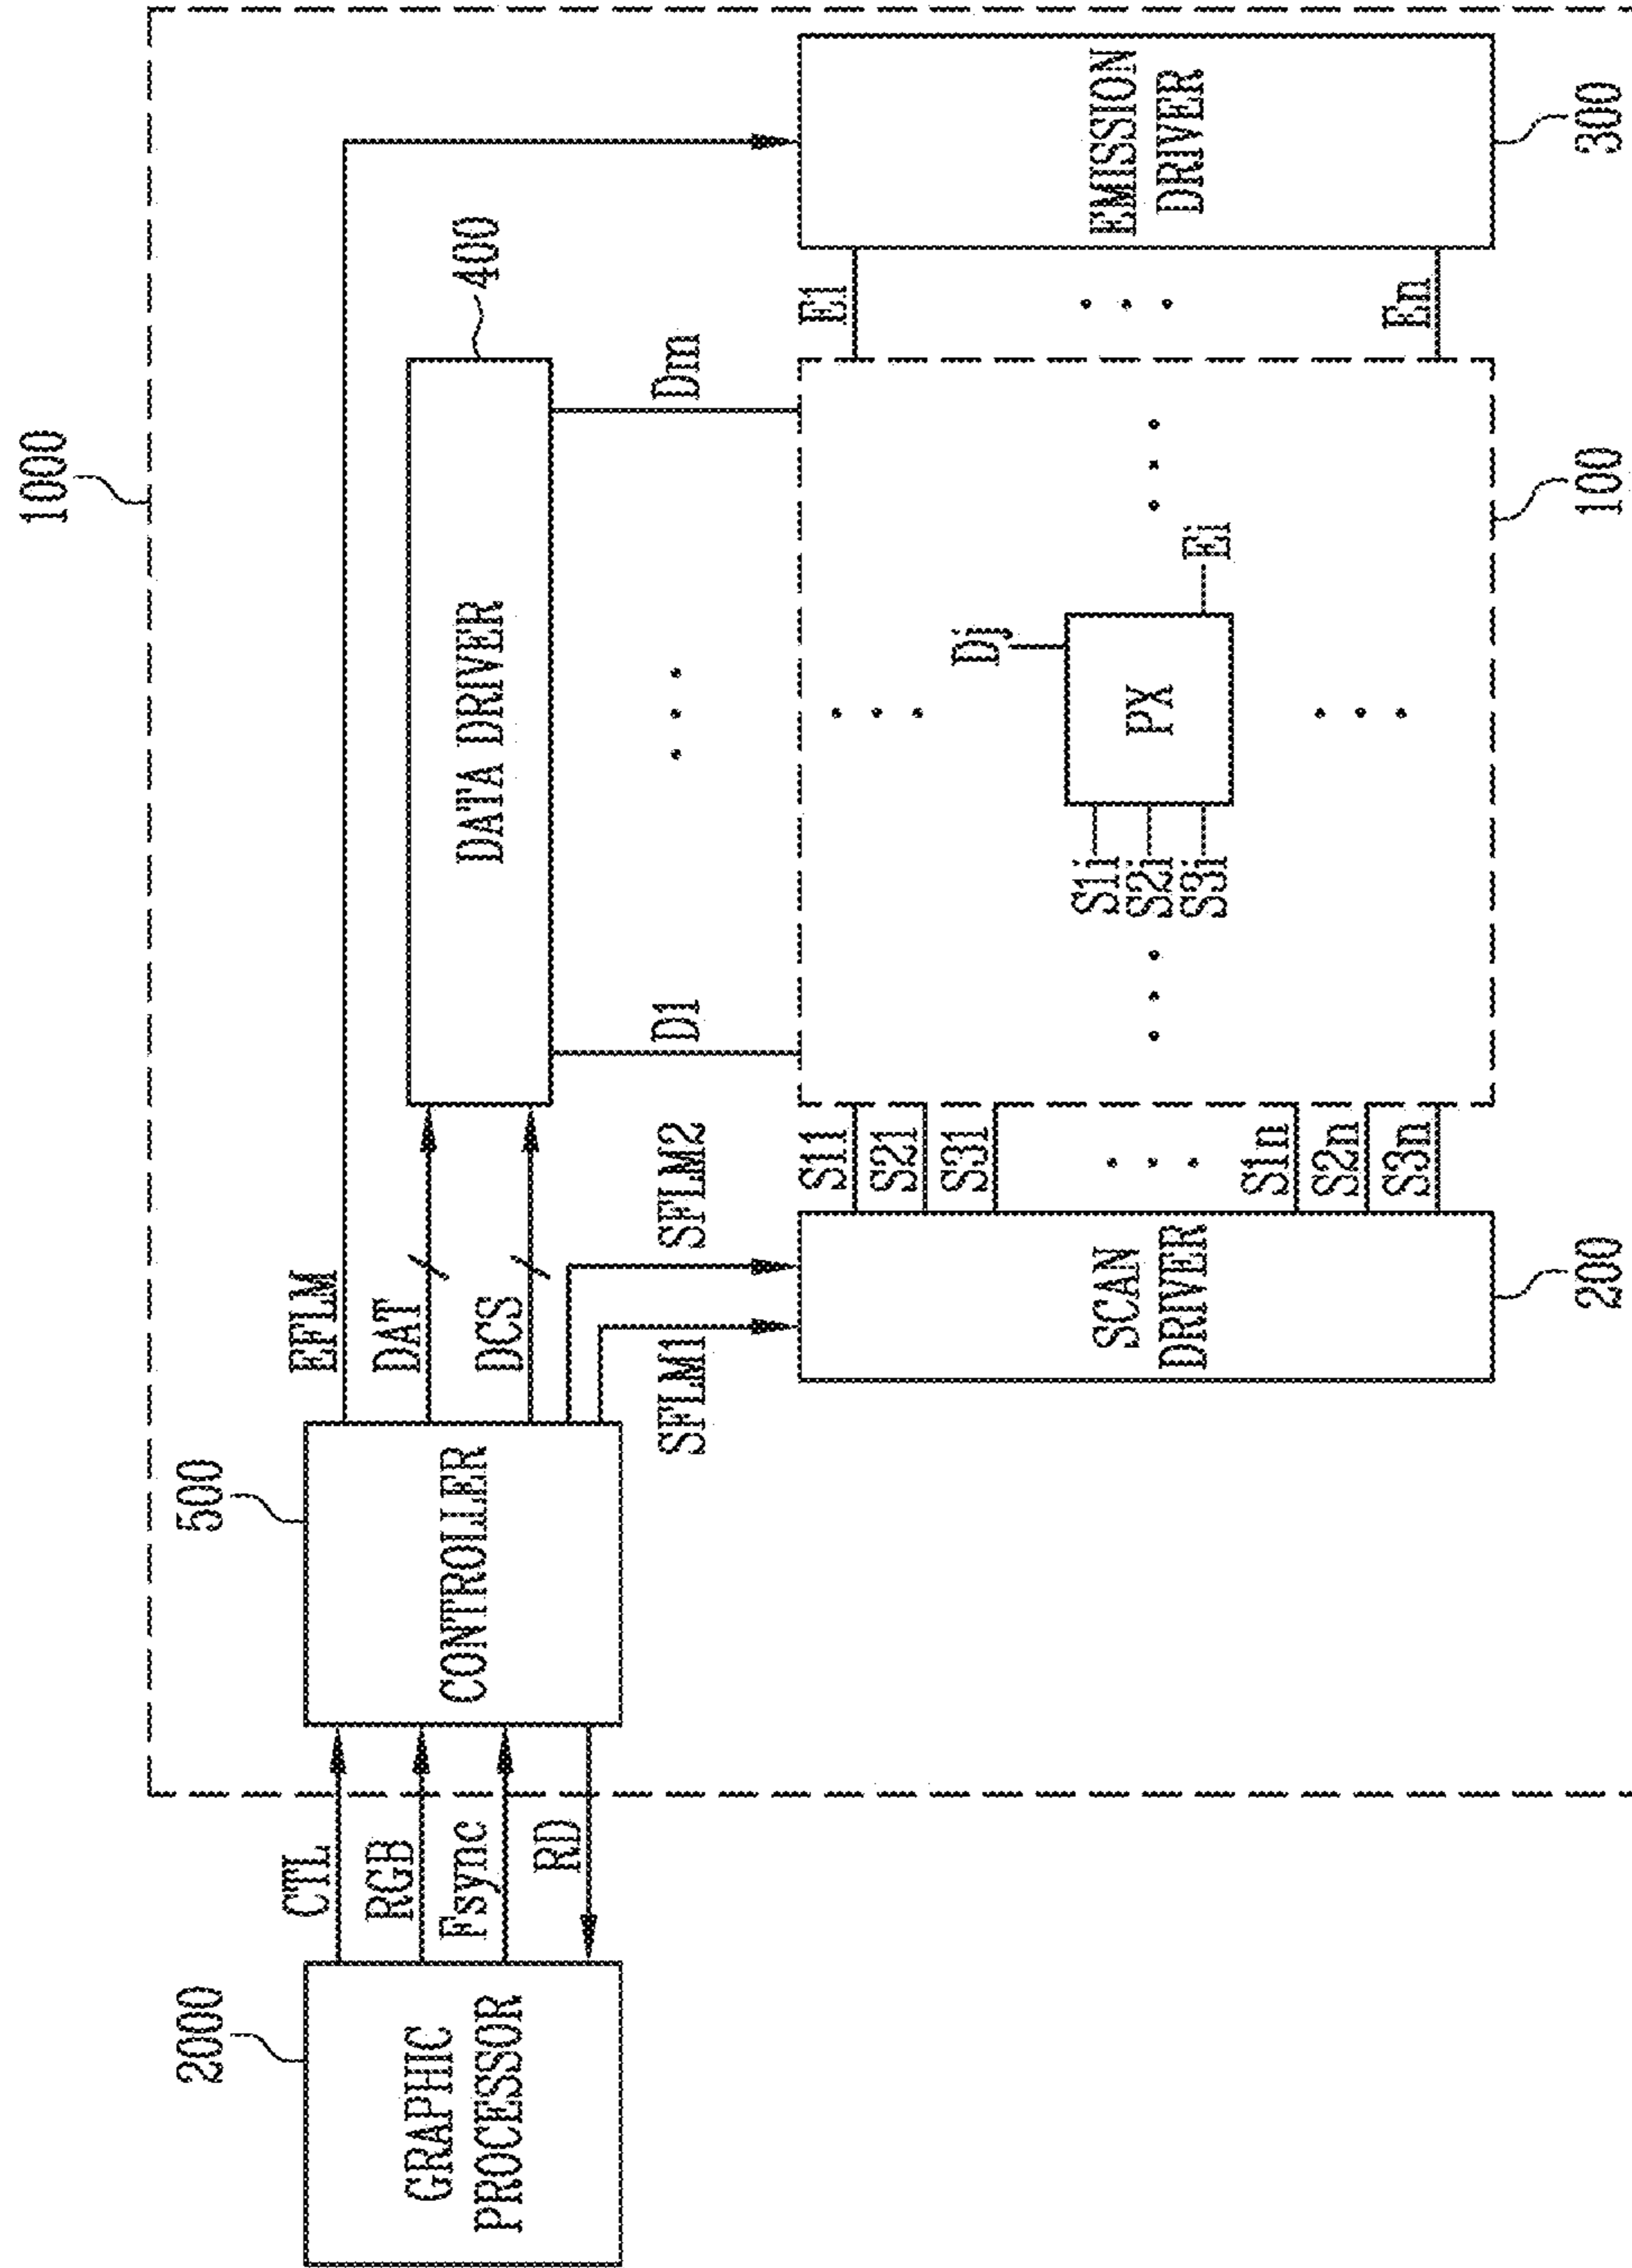 1000
2000
500
GRAPHIC
PROCESSOR
CTL
RGB
Fsync
RD
CONTROLLER
EFLM
DAT
DCS
SFLM1
SFLM2
DATA DRIVER
400
D1
Dm
SCAN
DRIVER
200
S11
S21
S31
S1n
S2n
S3n
Dj
S1i
S2i
S3i
PX
Ei
100
E1
En
EMISSION
DRIVER
300